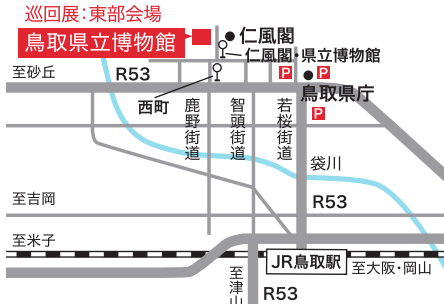 巡回展：東部会場
鳥取県立博物館
仁風閣
仁風閣・県立博物館
至砂丘
R53
P
P
西町
鳥取県庁
P
鹿野街道
智頭街道
若桜街道
袋川
至吉岡
R53
至米子
JR鳥取駅
至大阪・岡山
至津山
R53